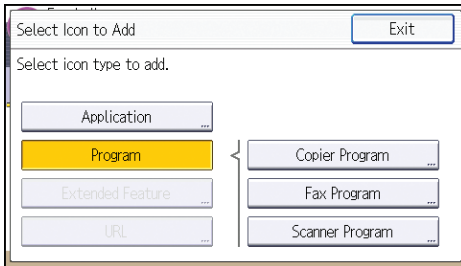 Select Icon to Add
Exit
Select icon type to add.
Application
Program
Copier Program
Extended Feature
Fax Program
URL
Scanner Program